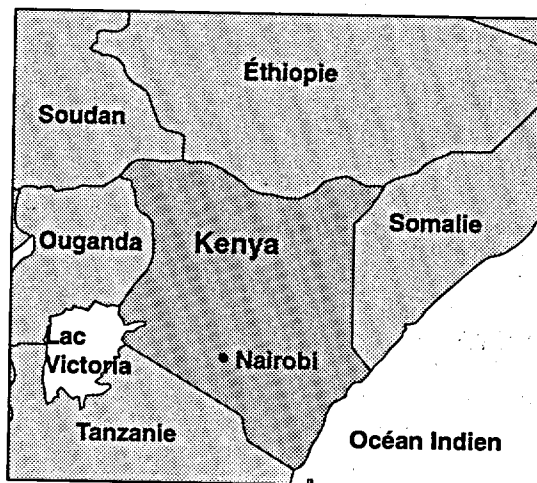 Éthiopie
Soudan
Somalie
Ouganda
Kenya
Lac
Victoria
Nairobi
Tanzanie
Océan Indien